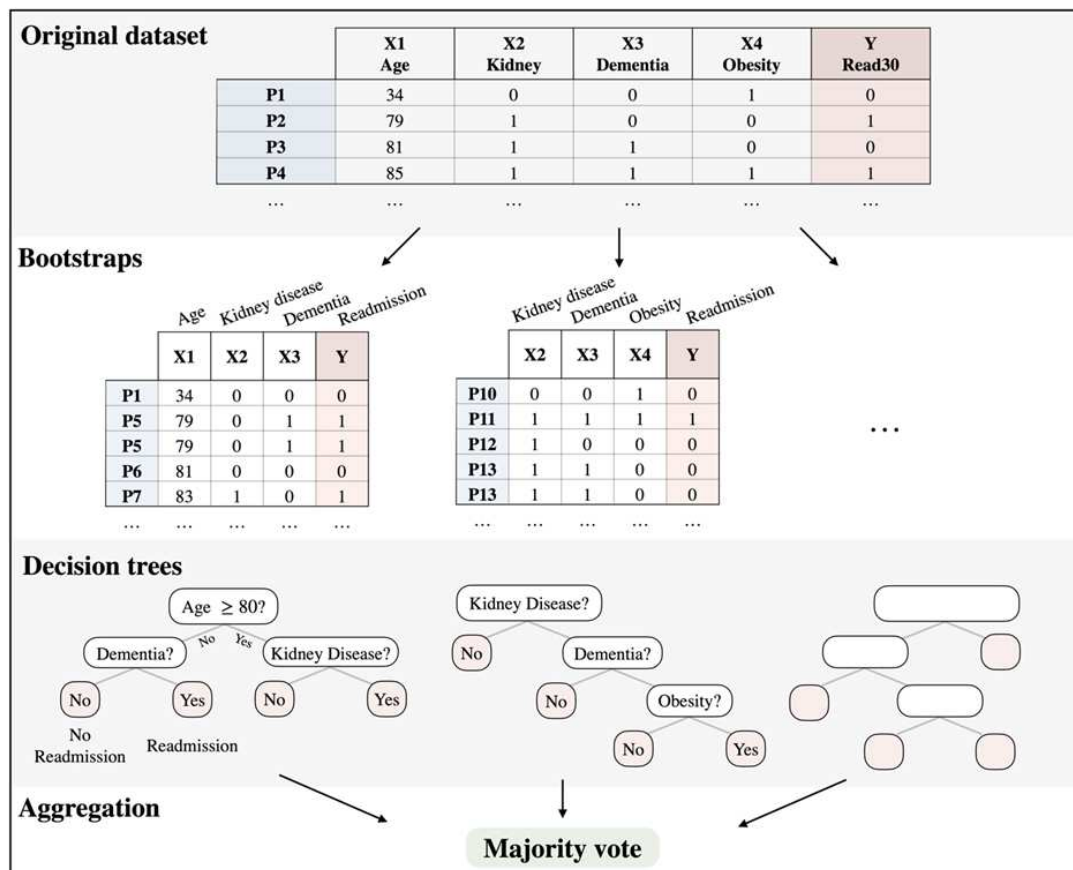 Original dataset
X1 X2 X3 X4 Y
Age Kidney Dementia Obesity Read30
P1 34 0 0 1 0
P2 79 1 0 0 1
P3 81 1 1 0 0
P4 85 1 1 1 1
… … … … … …
Bootstraps
Age Kidney disease Dementia Readmission
X1 X2 X3 Y
P1 34 0 0 0
P5 79 0 1 1
P5 79 0 1 1
P6 81 0 0 0
P7 83 1 0 1
… … … … …
Kidney disease Dementia Obesity Readmission
X2 X3 X4 Y
P10 0 0 1 0
P11 1 1 1 1
P12 1 0 0 0
P13 1 1 0 0
P13 1 1 0 0
… … … … …
…
Decision trees
Age ≥ 80?
No Yes
Dementia? Kidney Disease?
No Yes No Yes
No
Readmission
Readmission
Kidney Disease?
No Dementia?
No Obesity?
No Yes
Aggregation
Majority vote